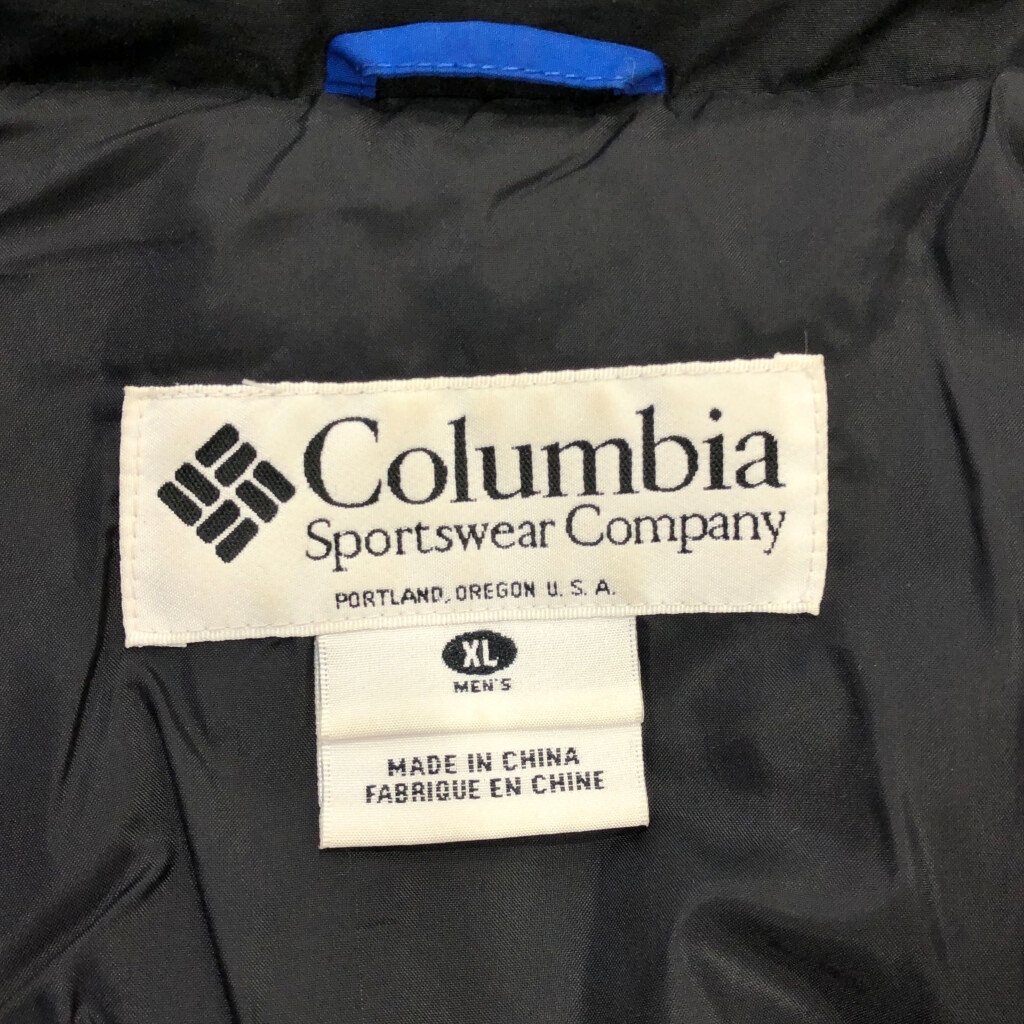 Columbia
Sportswear Company
PORTLAND, OREGON U. S. A.
XL
MEN'S
MADE IN CHINA
FABRIQUE EN CHINE